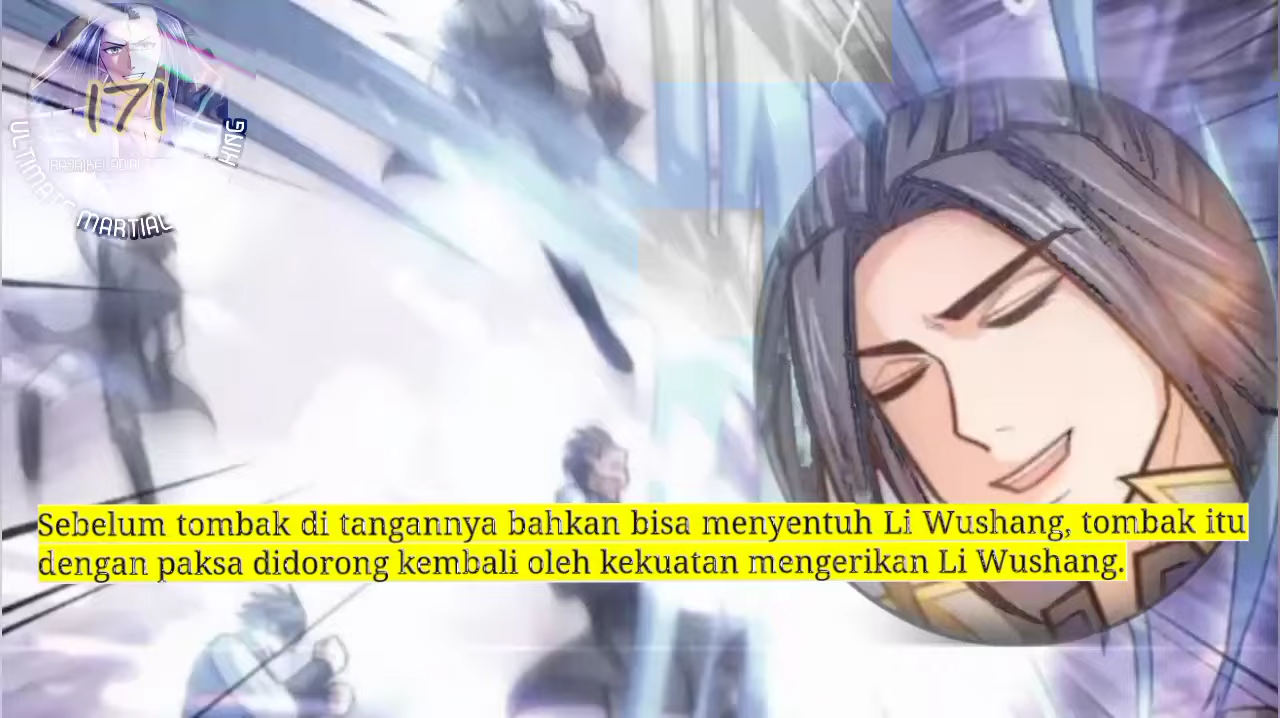 171
ULTIMATE MARTIAL KING
Sebelum tombak di tangannya bahkan bisa menyentuh Li Wushang, tombak itu
dengan paksa didorong kembali oleh kekuatan mengerikan Li Wushang.